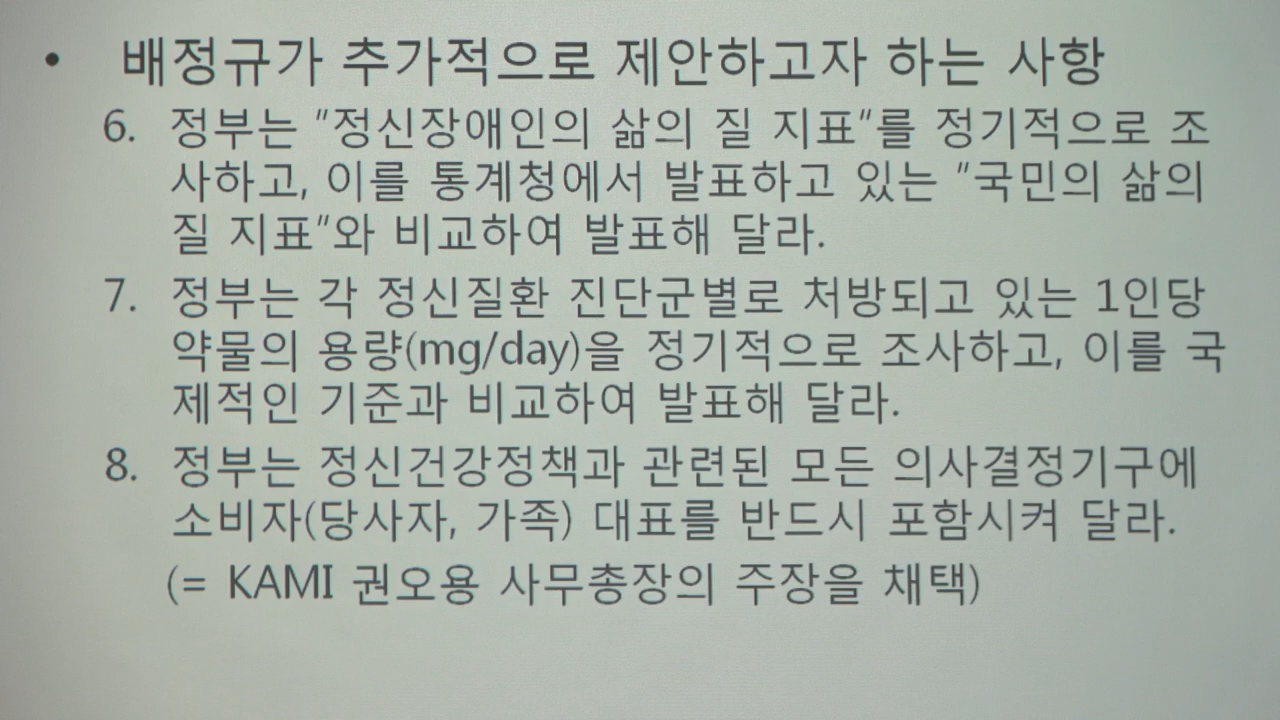 • 배정규가 추가적으로 제안하고자 하는 사항
6. 정부는 "정신장애인의 삶의 질 지표"를 정기적으로 조
사하고, 이를 통계청에서 발표하고 있는 "국민의 삶의
질 지표"와 비교하여 발표해 달라.
7. 정부는 각 정신질환 진단군별로 처방되고 있는 1인당
약물의 용량(mg/day)을 정기적으로 조사하고, 이를 국
제적인 기준과 비교하여 발표해 달라.
8. 정부는 정신건강정책과 관련된 모든 의사결정기구에
소비자(당사자, 가족) 대표를 반드시 포함시켜 달라.
(= KAMI 권오용 사무총장의 주장을 채택)